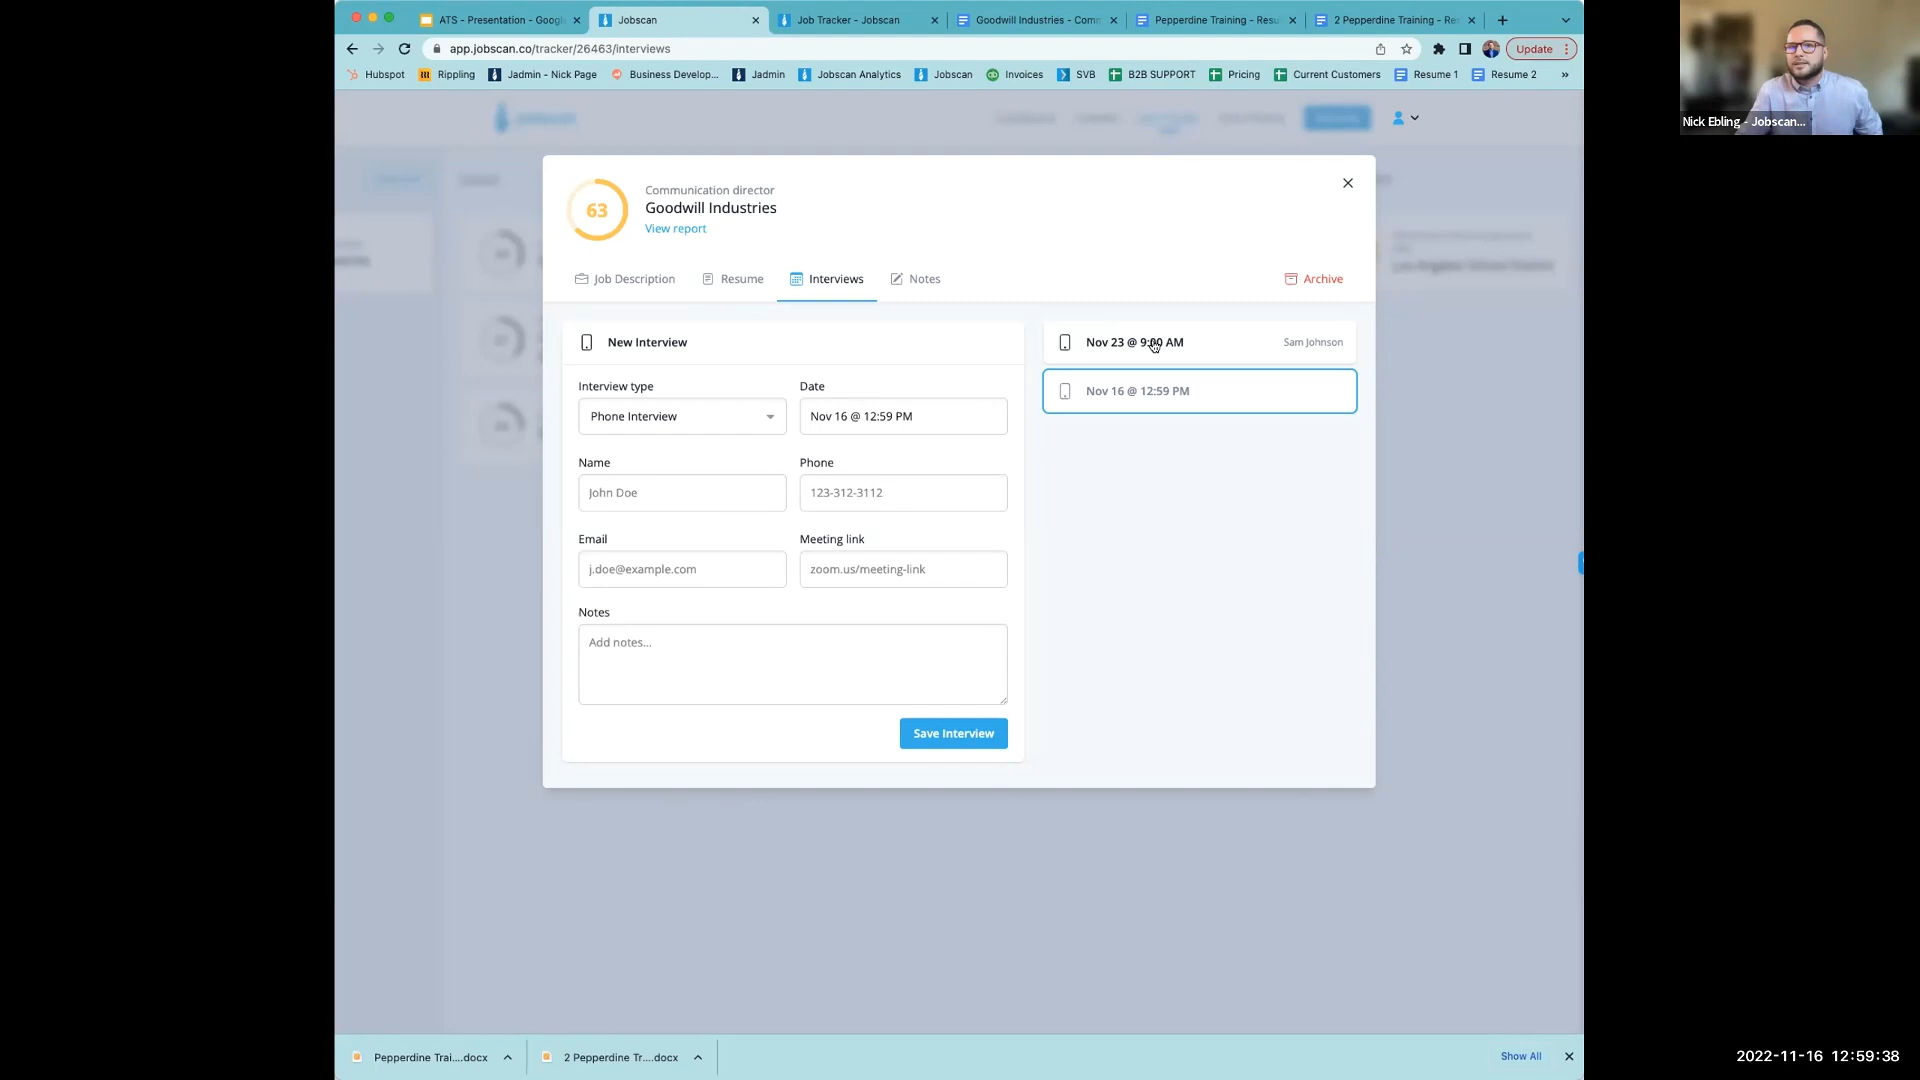 ATS - Presentation - Google
Jobscan
Job Tracker - Jobscan
Goodwill Industries - Comm
Pepperdine Training - Resu
2 Pepperdine Training - Res
app.jobscan.co/tracker/26463/interviews
Update
Hubspot
Rippling
Jadmin - Nick Page
Business Develop...
Jadmin
Jobscan Analytics
Jobscan
Invoices
SVB
B2B SUPPORT
Pricing
Current Customers
Resume 1
Resume 2
»
Nick Ebling - Jobscan...
63
Communication director
Goodwill Industries
View report
Job Description
Resume
Interviews
Notes
Archive
New Interview
Nov 23 @ 9:00 AM
Sam Johnson
Nov 16 @ 12:59 PM
Interview type
Date
Phone Interview
Nov 16 @ 12:59 PM
Name
Phone
John Doe
123-312-3112
Email
Meeting link
j.doe@example.com
zoom.us/meeting-link
Notes
Add notes...
Save Interview
Pepperdine Trai....docx
2 Pepperdine Tr....docx
Show All
2022-11-16 12:59:38